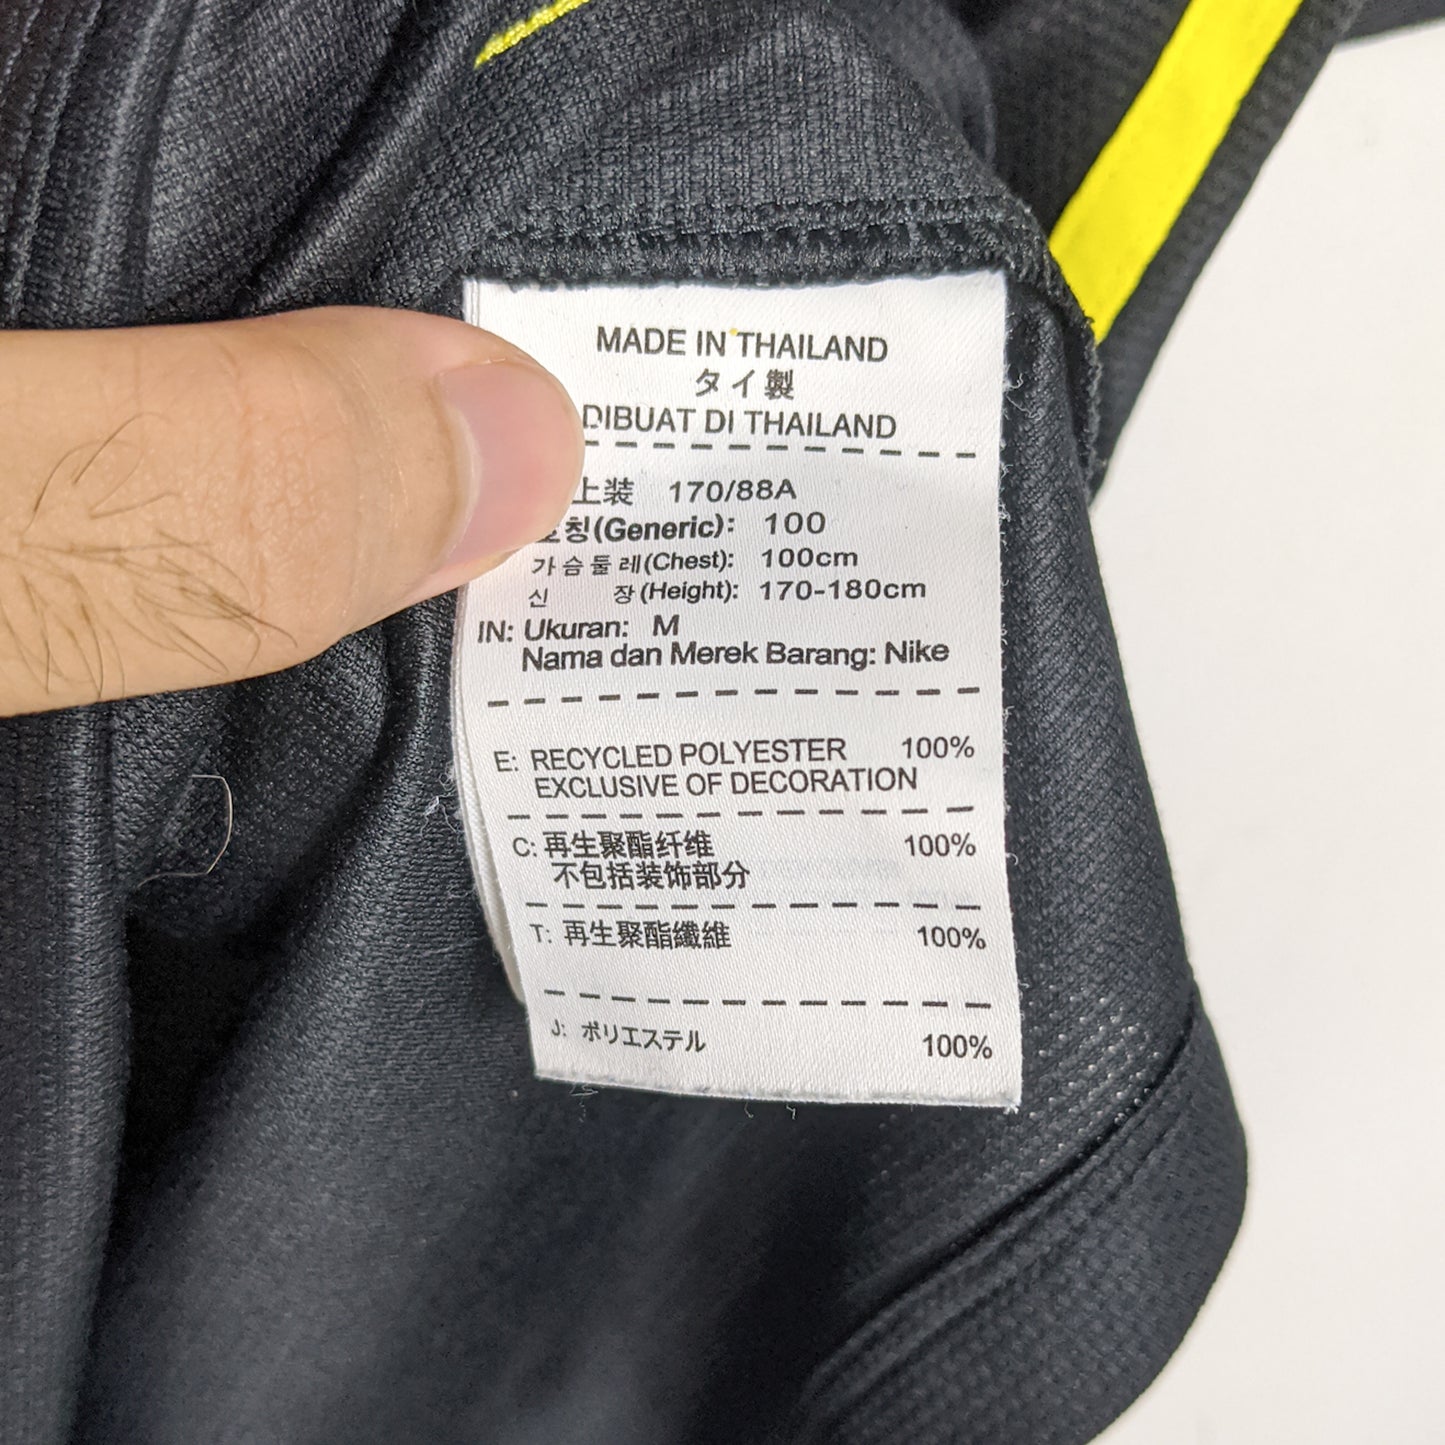 MADE IN THAILAND
タイ製
DIBUAT DI THAILAND
上装 170/88A
호칭(Generic): 100
가슴둘레(Chest): 100cm
신 장(Height): 170-180cm
IN: Ukuran: M
Nama dan Merek Barang: Nike
E: RECYCLED POLYESTER 100%
EXCLUSIVE OF DECORATION
C: 再生聚酯纤维 100%
不包括装饰部分
T: 再生聚酯纖維 100%
J: ポリエステル 100%